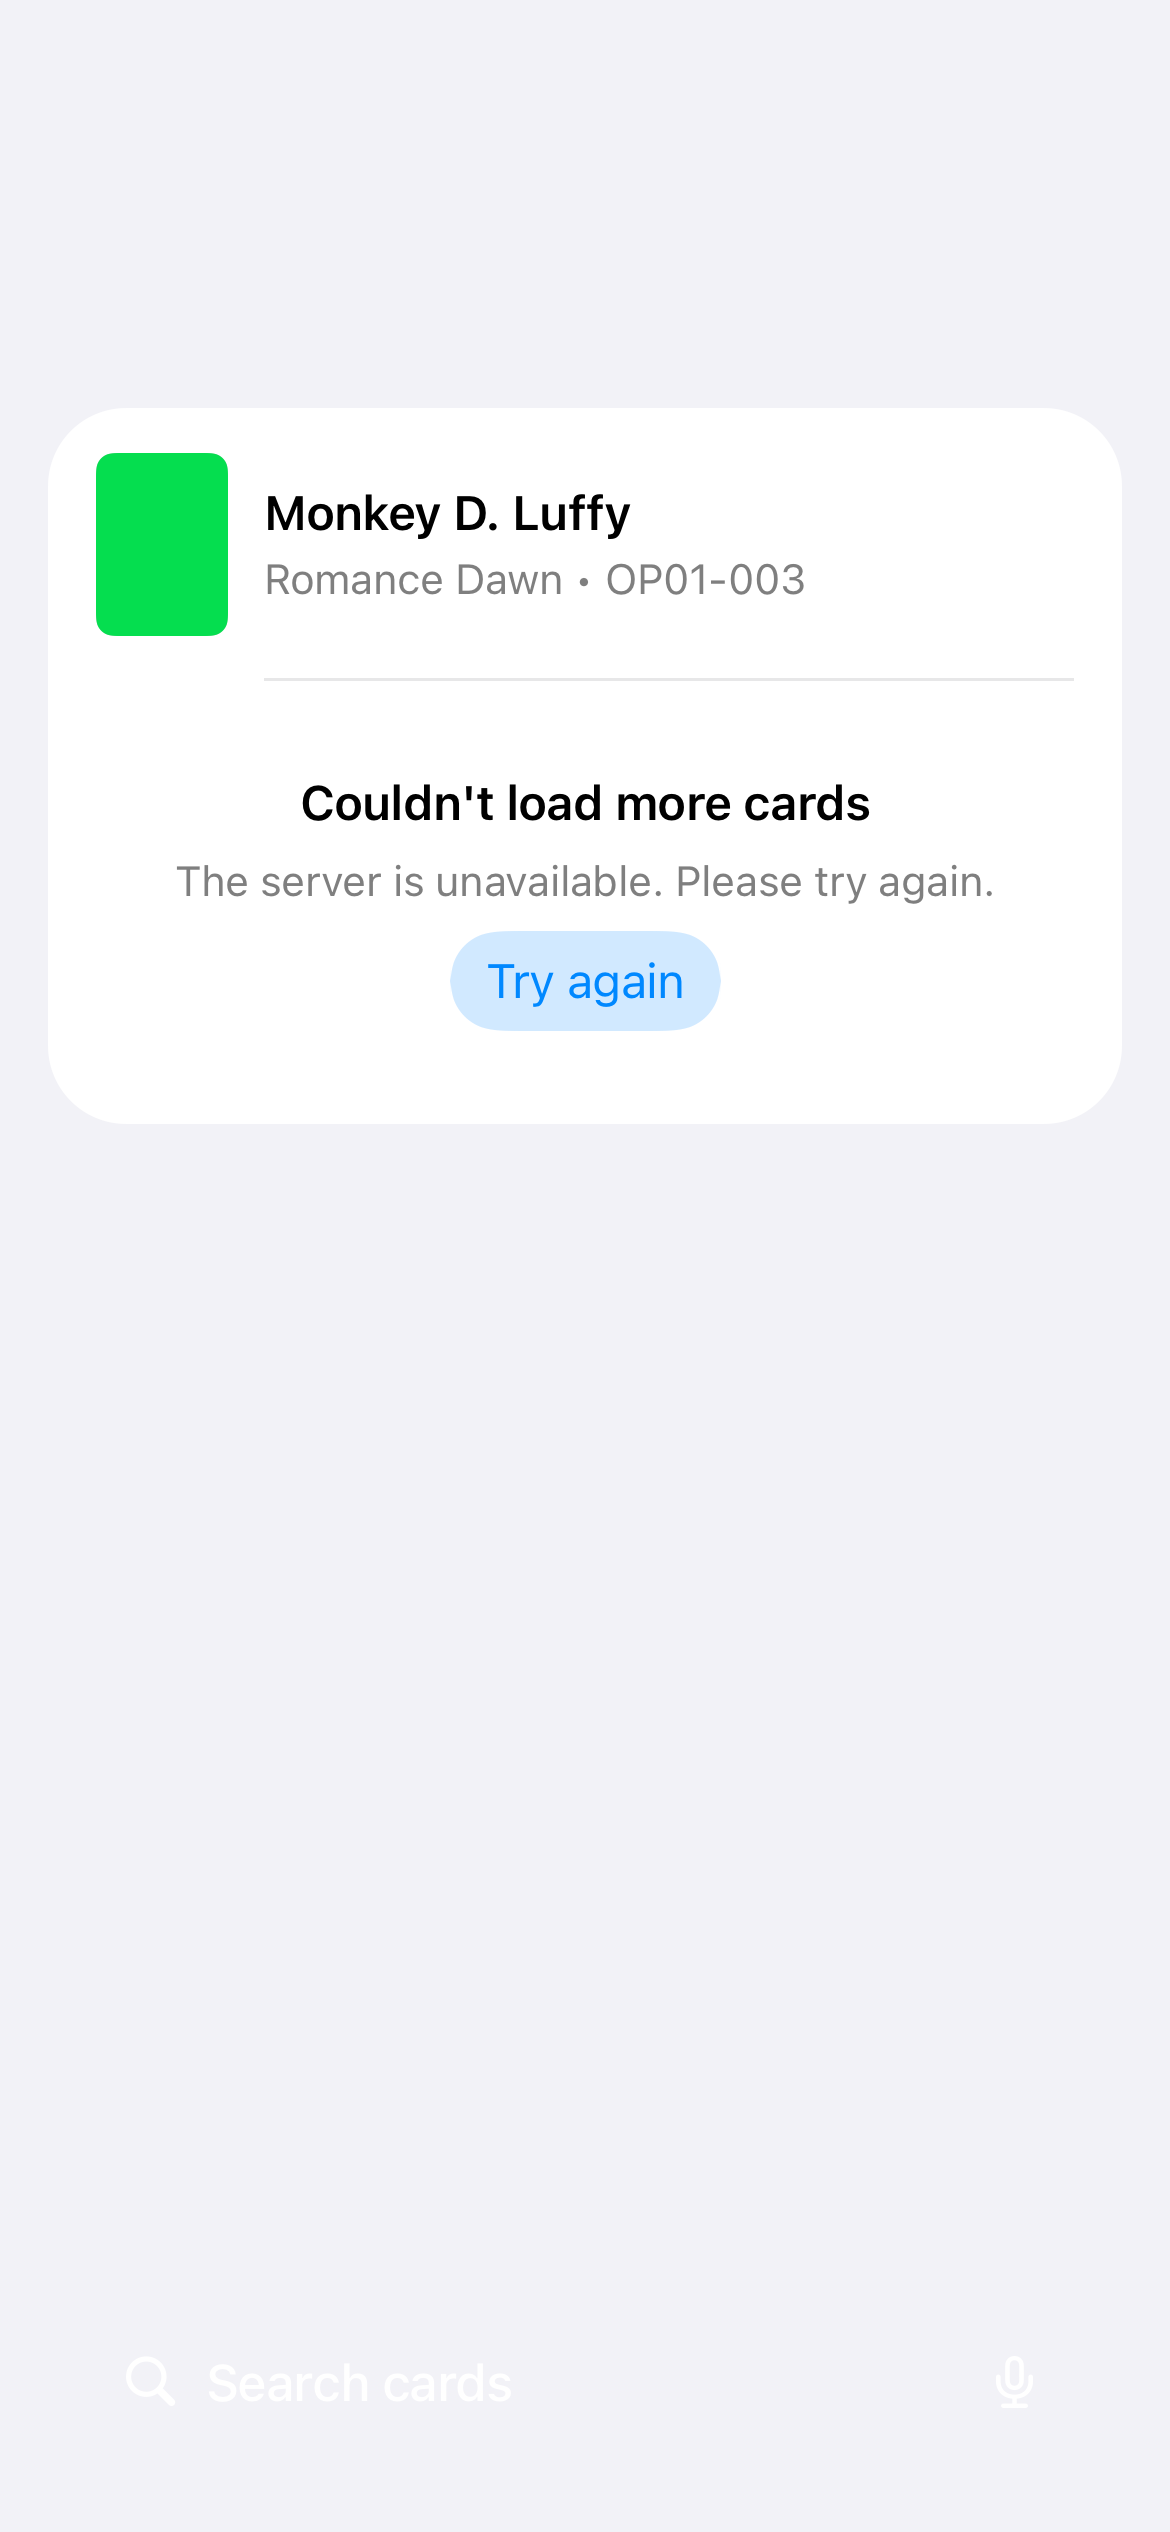 Monkey D. Luffy
Romance Dawn • OP01-003
Couldn't load more cards
The server is unavailable. Please try again.
Try again
Search cards